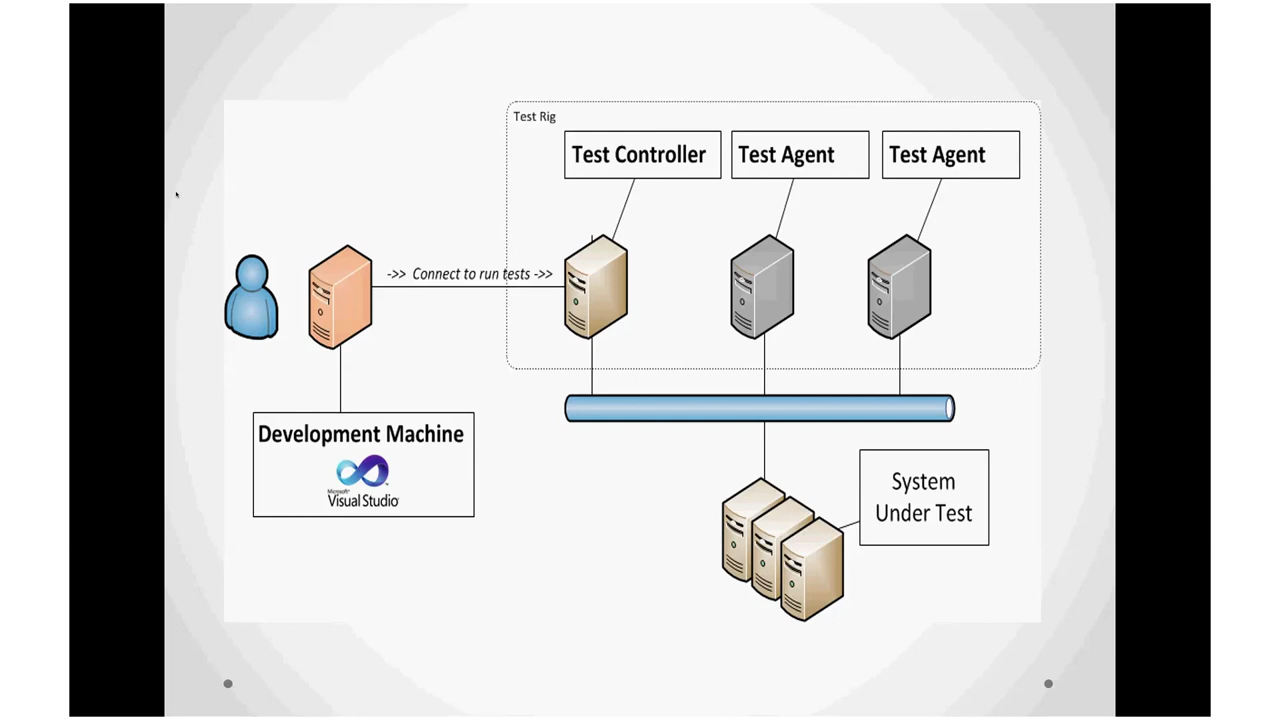 Test Rig
Test Controller
Test Agent
Test Agent
->> Connect to run tests ->>
Development Machine
Microsoft®
Visual Studio
System
Under Test